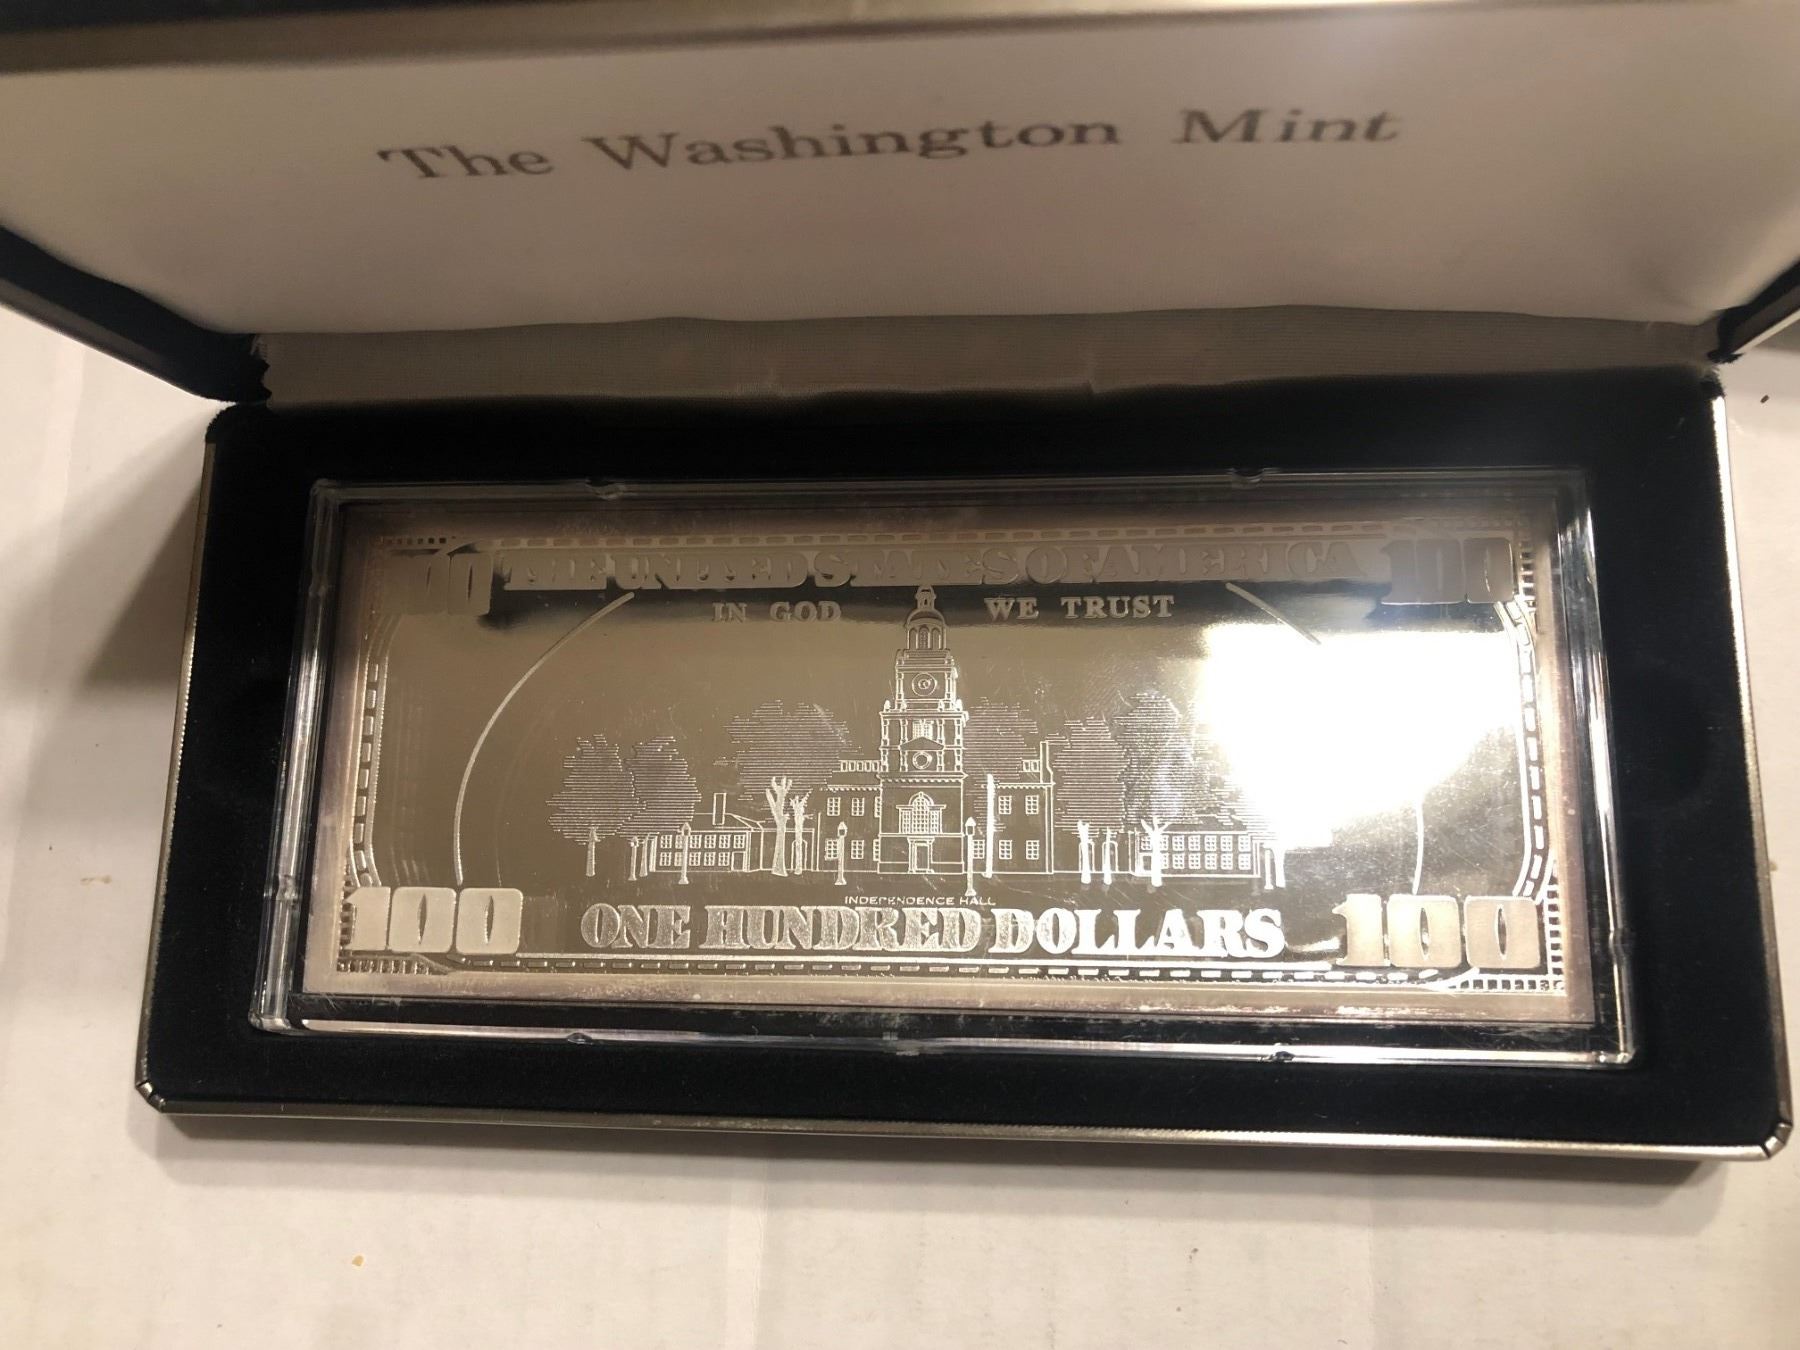 The Washington Mint
100 THE UNITED STATES OF AMERICA 100
IN GOD WE TRUST
INDEPENDENCE HALL
100 ONE HUNDRED DOLLARS 100